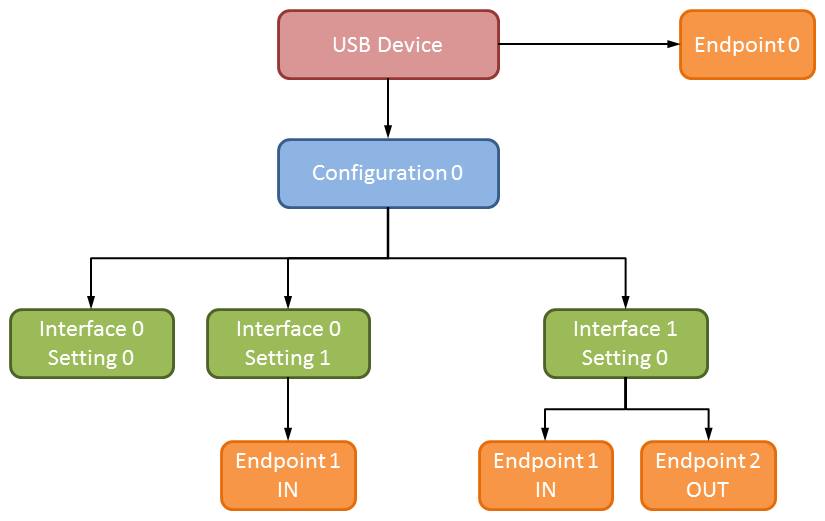 USB Device
Endpoint 0
Configuration 0
Interface 0
Setting 0
Interface 0
Setting 1
Interface 1
Setting 0
Endpoint 1
IN
Endpoint 1
IN
Endpoint 2
OUT